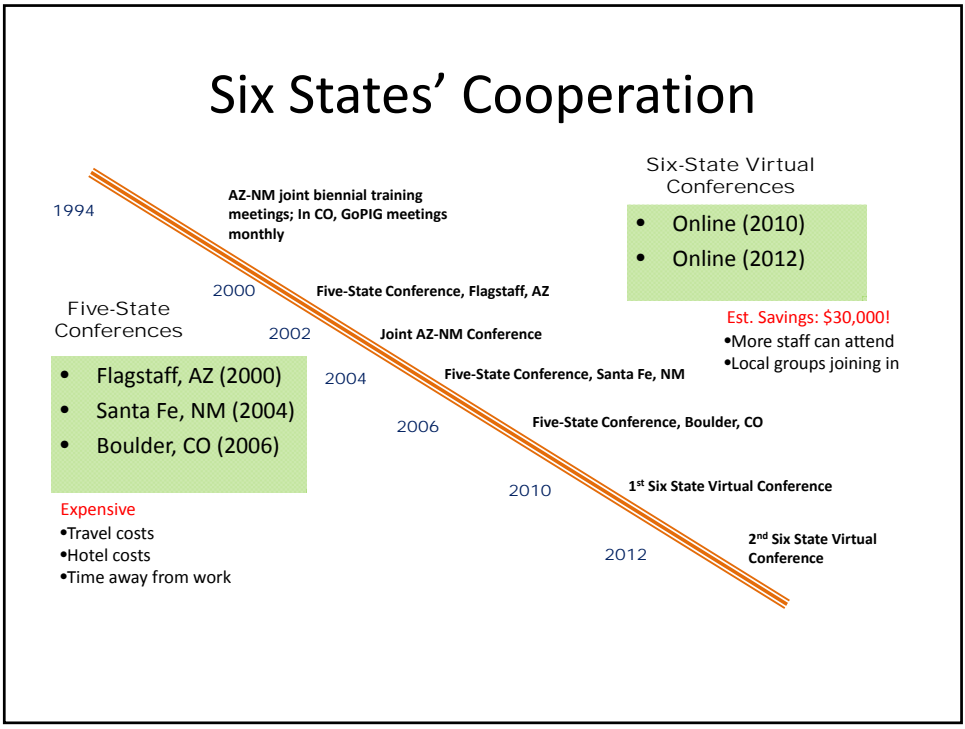 Six States’ Cooperation
1994
AZ-NM joint biennial training
meetings; In CO, GoPIG meetings
monthly
Six-State Virtual
Conferences
• Online (2010)
• Online (2012)
Est. Savings: $30,000!
•More staff can attend
•Local groups joining in
2000
Five-State Conference, Flagstaff, AZ
2002
Joint AZ-NM Conference
2004
Five-State Conference, Santa Fe, NM
2006
Five-State Conference, Boulder, CO
2010
1st Six State Virtual Conference
2012
2nd Six State Virtual
Conference
Five-State
Conferences
• Flagstaff, AZ (2000)
• Santa Fe, NM (2004)
• Boulder, CO (2006)
Expensive
•Travel costs
•Hotel costs
•Time away from work